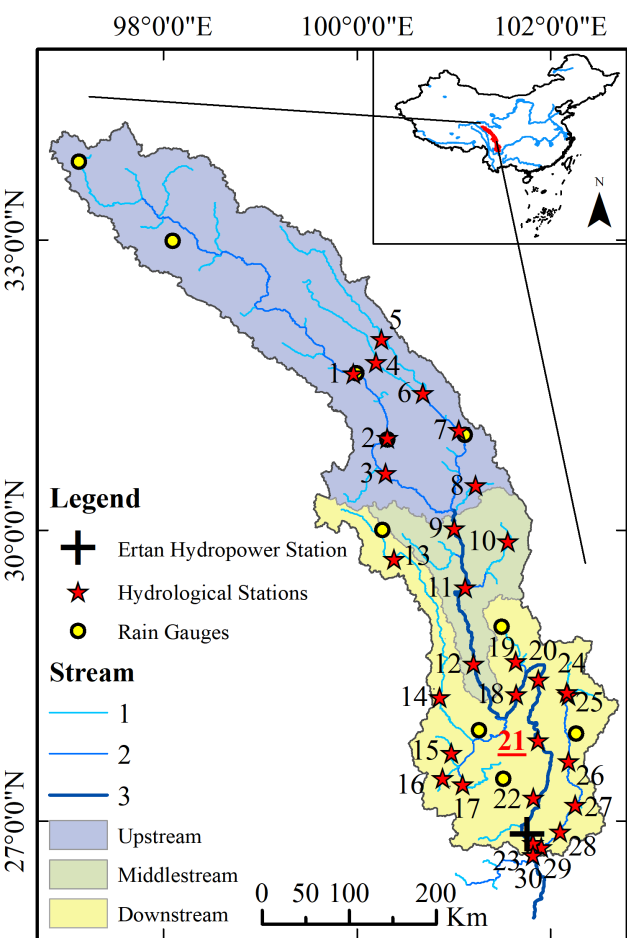 98°0'0"E 100°0'0"E 102°0'0"E
N
33°0'0"N
30°0'0"N
27°0'0"N
5
4
1
6
7
2
3
8
9
10
13
11
19
20
24
12
18
14
25
21
15
26
16
17
22
27
28
23
29
30
Legend
Ertan Hydropower Station
Hydrological Stations
Rain Gauges
Stream
1
2
3
Upstream
Middlestream
Downstream
0 50 100 200
Km